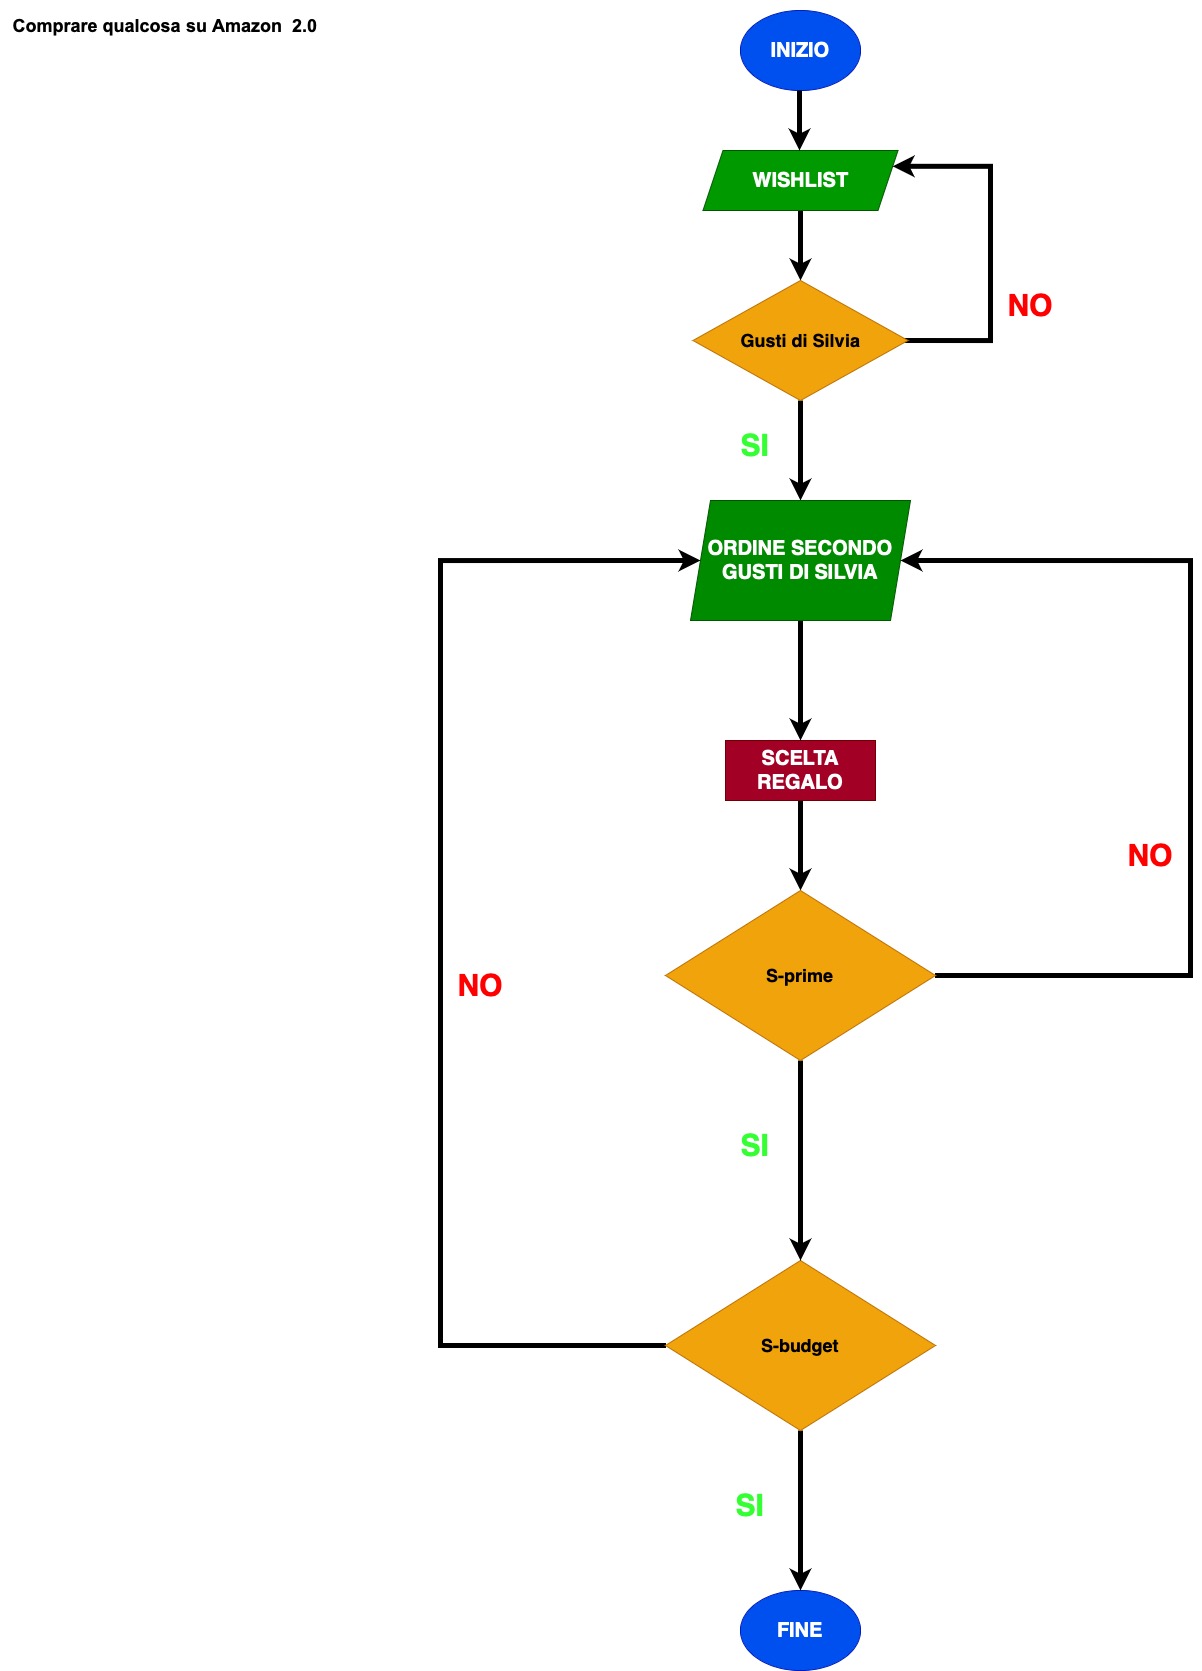 Comprare qualcosa su Amazon  2.0
INIZIO
WISHLIST
NO
Gusti di Silvia
SI
ORDINE SECONDO
GUSTI DI SILVIA
SCELTA
REGALO
NO
S-prime
NO
SI
S-budget
SI
FINE